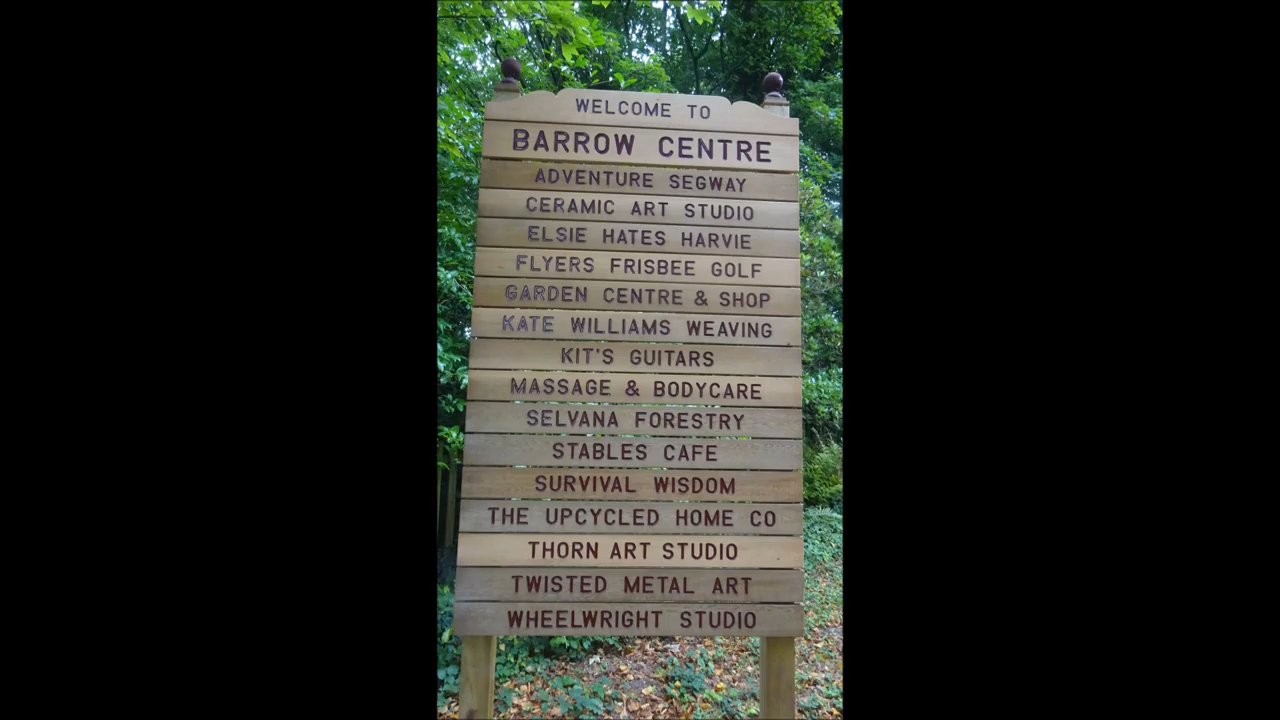 WELCOME TO
BARROW CENTRE
ADVENTURE SEGWAY
CERAMIC ART STUDIO
ELSIE HATES HARVIE
FLYERS FRISBEE GOLF
GARDEN CENTRE & SHOP
KATE WILLIAMS WEAVING
KIT'S GUITARS
MASSAGE & BODYCARE
SELVANA FORESTRY
STABLES CAFE
SURVIVAL WISDOM
THE UPCYCLED HOME CO
THORN ART STUDIO
TWISTED METAL ART
WHEELWRIGHT STUDIO